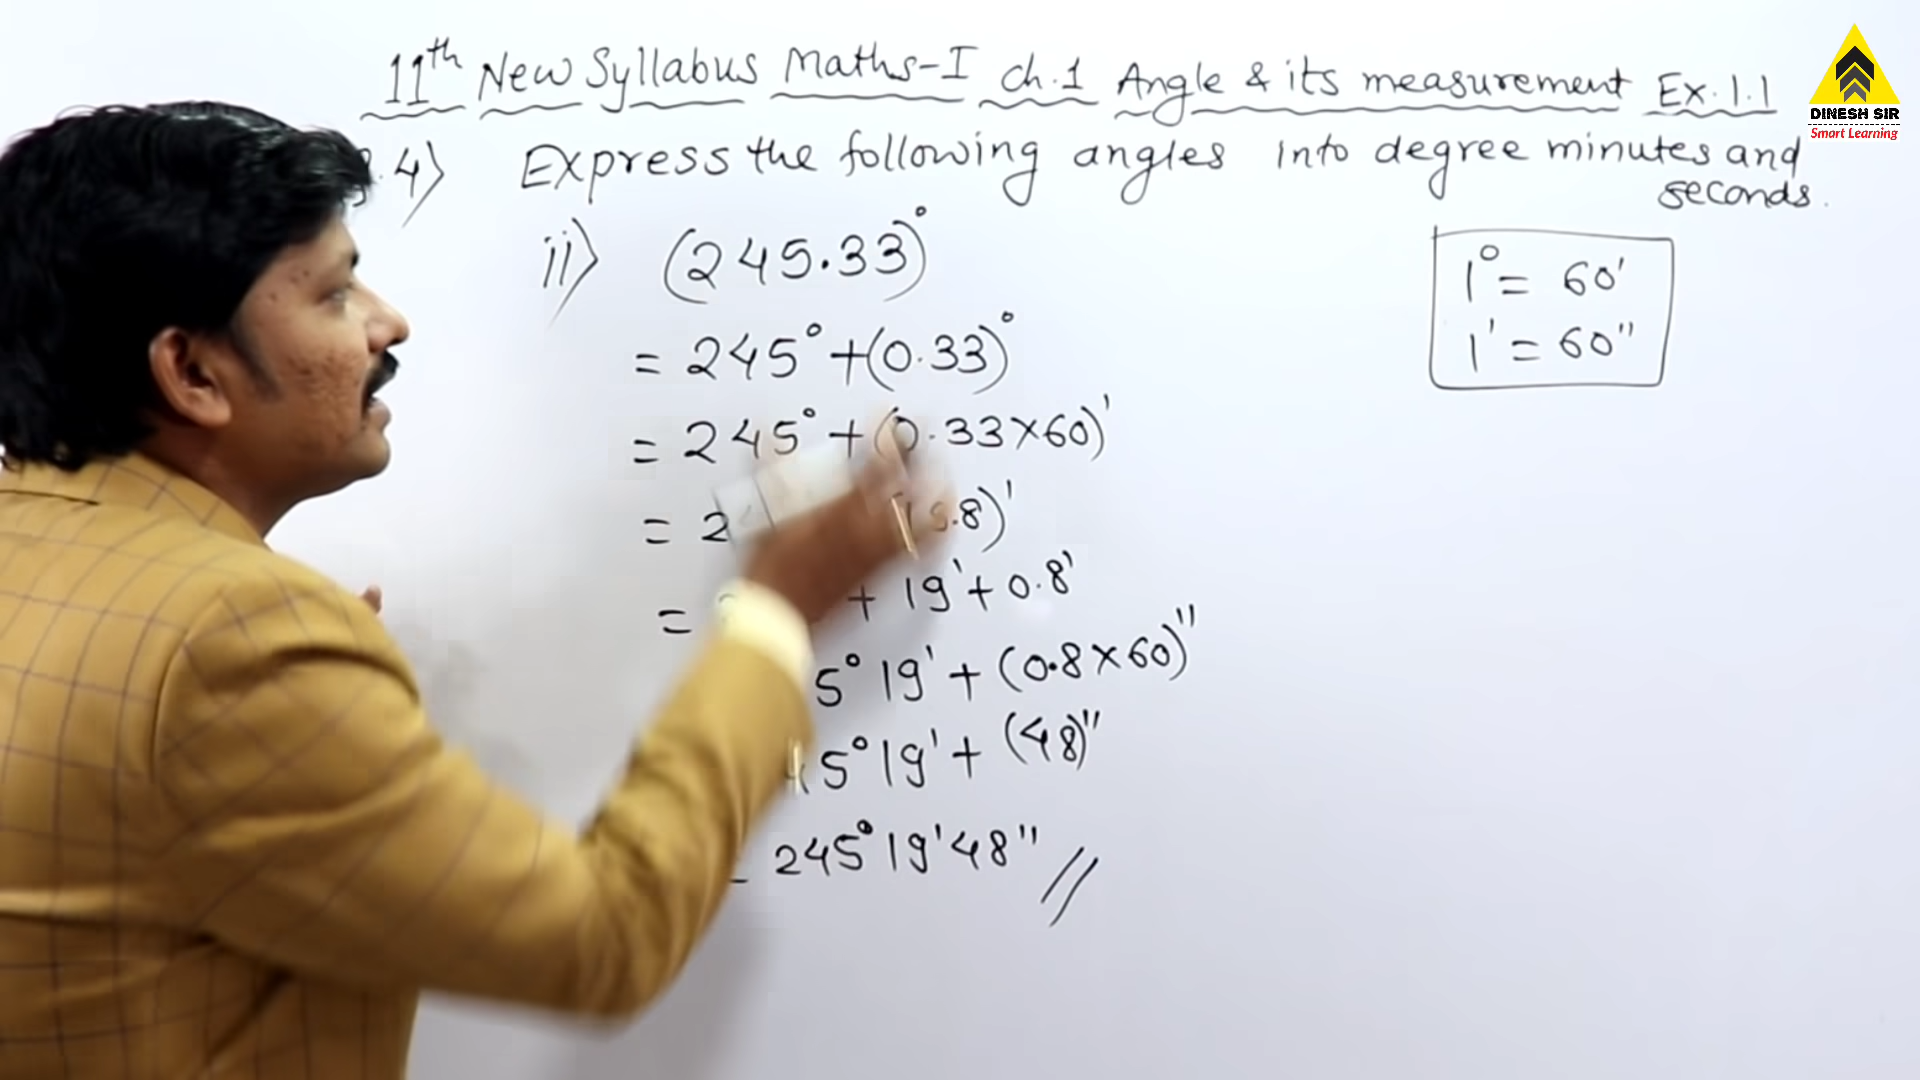 11th New Syllabus Maths-I ch.1 Angle & its measurement Ex.1.1
DINESH SIR
Smart Learning
.4) Express the following angles into degree minutes and
seconds.
ii) (245.33)°
1° = 60'
1' = 60"
= 245° + (0.33)°
= 245° + (0.33×60)'
= 2 .8)'
= + 19' + 0.8'
5° 19' + (0.8×60)"
45° 19' + (48)"
= 245° 19' 48" //